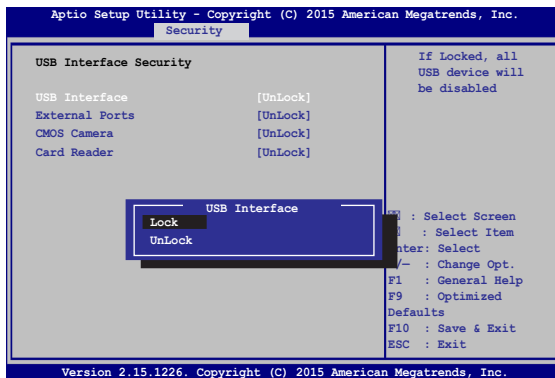 Aptio Setup Utility - Copyright (C) 2015 American Megatrends, Inc.
Security
USB Interface Security
USB Interface [UnLock]
External Ports [UnLock]
CMOS Camera [UnLock]
Card Reader [UnLock]
If Locked, all
USB device will
be disabled
USB Interface
Lock
UnLock
: Select Screen
: Select Item
nter: Select
/— : Change Opt.
F1 : General Help
F9 : Optimized
Defaults
F10 : Save & Exit
ESC : Exit
Version 2.15.1226. Copyright (C) 2015 American Megatrends, Inc.